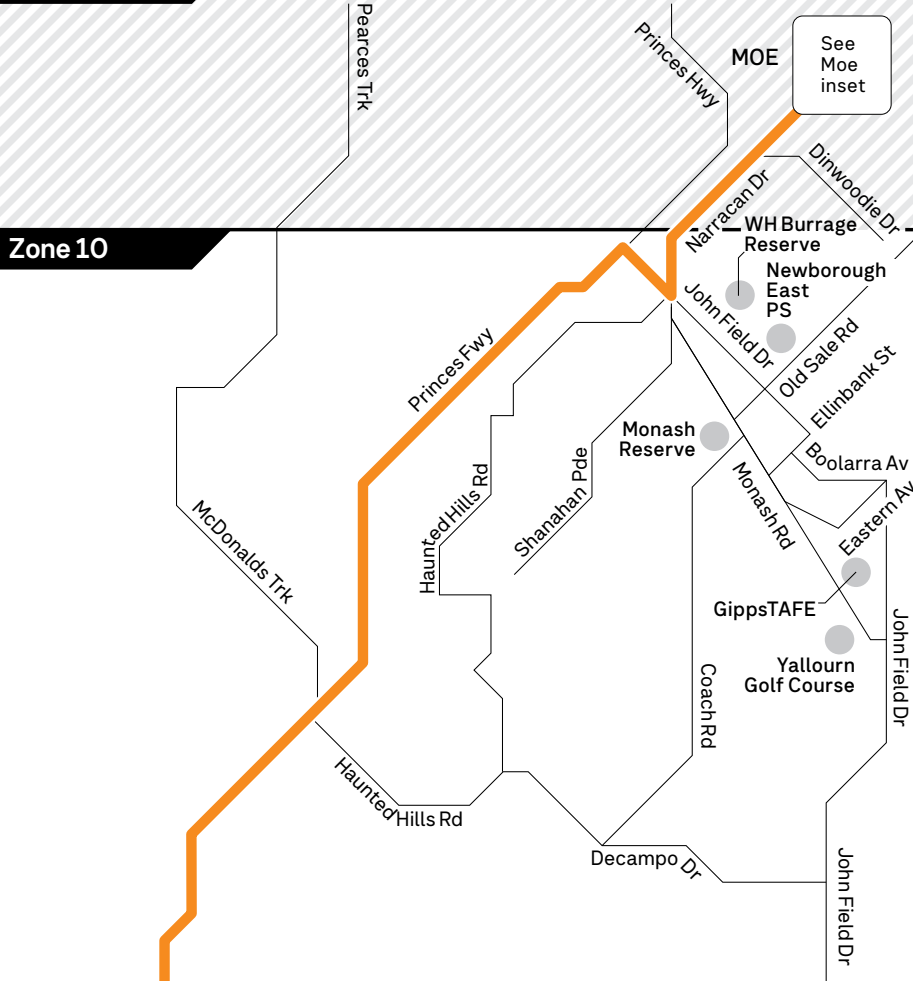 Pearces Trk
Princes Hwy
MOE
See
Moe
inset
Dinwoodie Dr
Narracan Dr
Zone 10
WH Burrage
Reserve
Newborough
East
PS
John Field Dr
Old Sale Rd
Princes Fwy
Ellinbank St
Monash
Reserve
Boolarra Av
Haunted Hills Rd
Shanahan Pde
Monash Rd
Eastern Av
McDonalds Trk
GippsTAFE
John Field Dr
Yallourn
Golf Course
Coach Rd
Haunted Hills Rd
Decampo Dr
John Field Dr